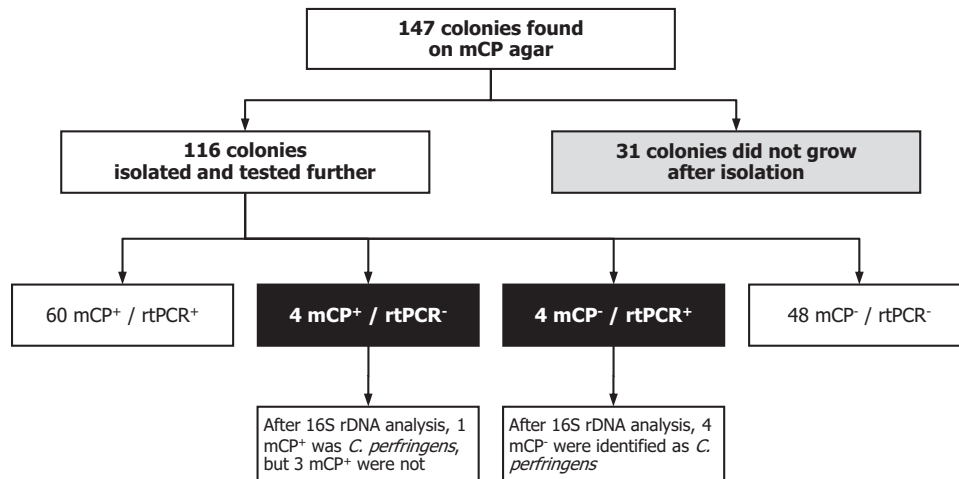 147 colonies found
on mCP agar
116 colonies
isolated and tested further
31 colonies did not grow
after isolation
60 mCP⁺ / rtPCR⁺
4 mCP⁺ / rtPCR⁻
4 mCP⁻ / rtPCR⁺
48 mCP⁻ / rtPCR⁻
After 16S rDNA analysis, 1
mCP⁺ was C. perfringens,
but 3 mCP⁺ were not
After 16S rDNA analysis, 4
mCP⁻ were identified as C.
perfringens